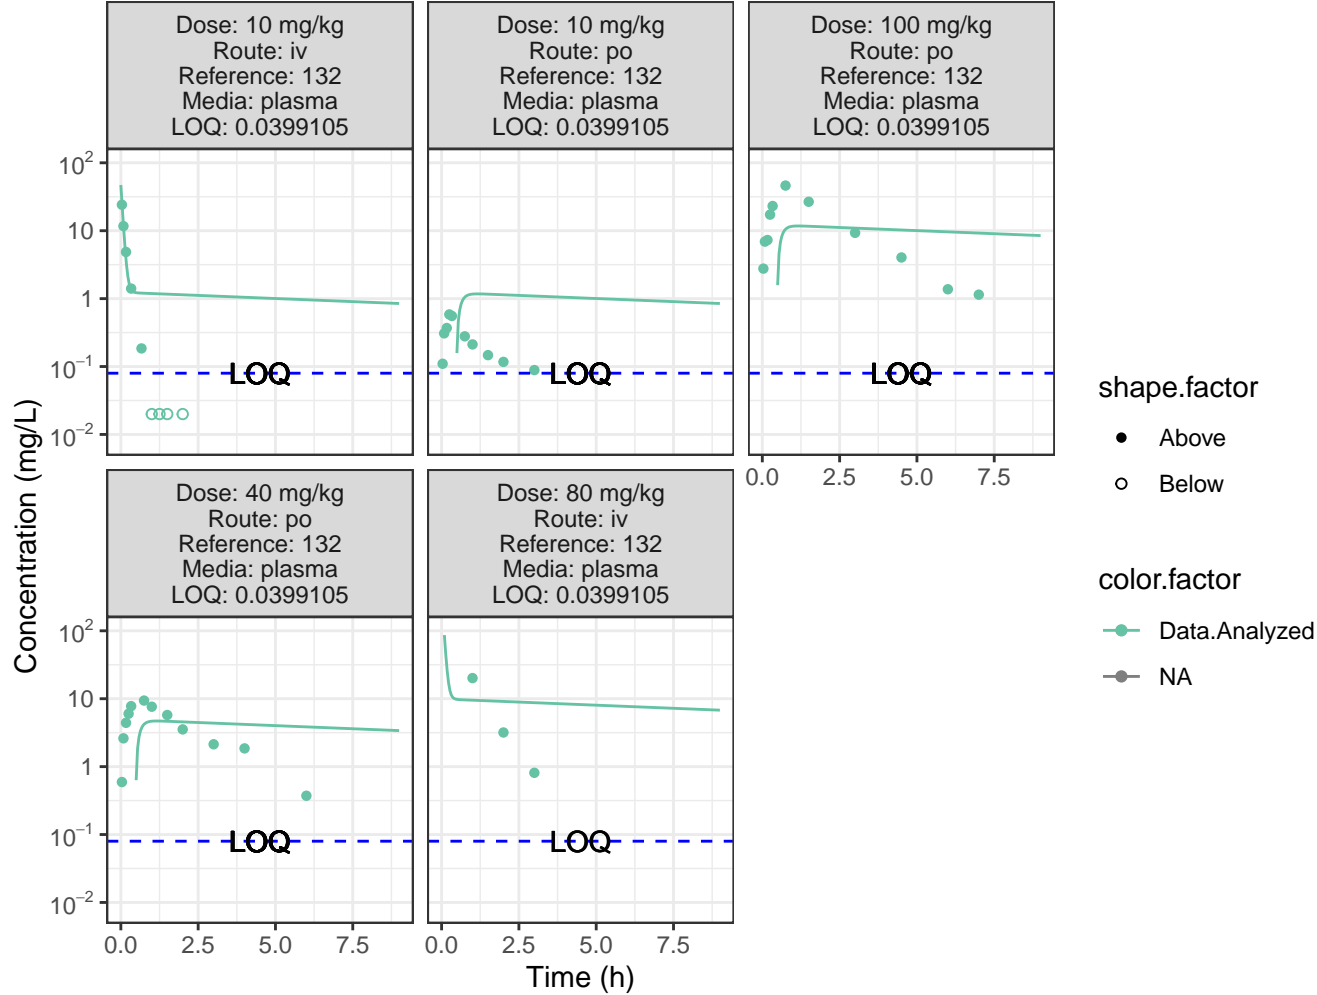 Dose: 10 mg/kg
Route: iv
Reference: 132
Media: plasma
LOQ: 0.0399105
Dose: 10 mg/kg
Route: po
Reference: 132
Media: plasma
LOQ: 0.0399105
Dose: 100 mg/kg
Route: po
Reference: 132
Media: plasma
LOQ: 0.0399105
10²
10
1
10⁻¹
10⁻²
LOQ
LOQ
LOQ
0.0 2.5 5.0 7.5
Dose: 40 mg/kg
Route: po
Reference: 132
Media: plasma
LOQ: 0.0399105
Dose: 80 mg/kg
Route: iv
Reference: 132
Media: plasma
LOQ: 0.0399105
10²
10
1
10⁻¹
10⁻²
LOQ
LOQ
0.0 2.5 5.0 7.5
0.0 2.5 5.0 7.5
Time (h)
Concentration (mg/L)
shape.factor
Above
Below
color.factor
Data.Analyzed
NA